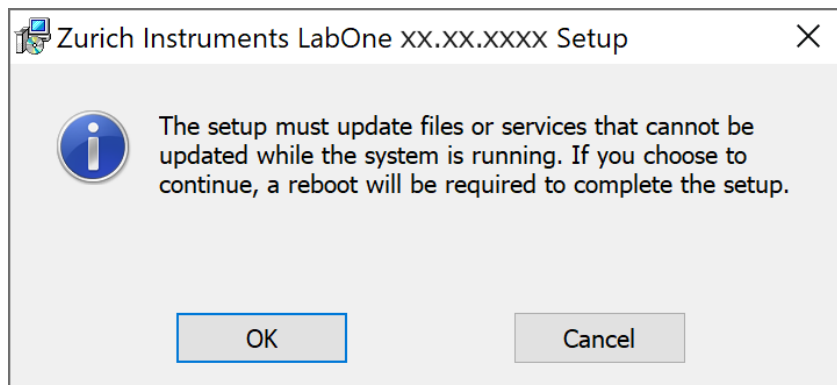 Zurich Instruments LabOne xx.xx.xxxx Setup
The setup must update files or services that cannot be
updated while the system is running. If you choose to
continue, a reboot will be required to complete the setup.
OK
Cancel